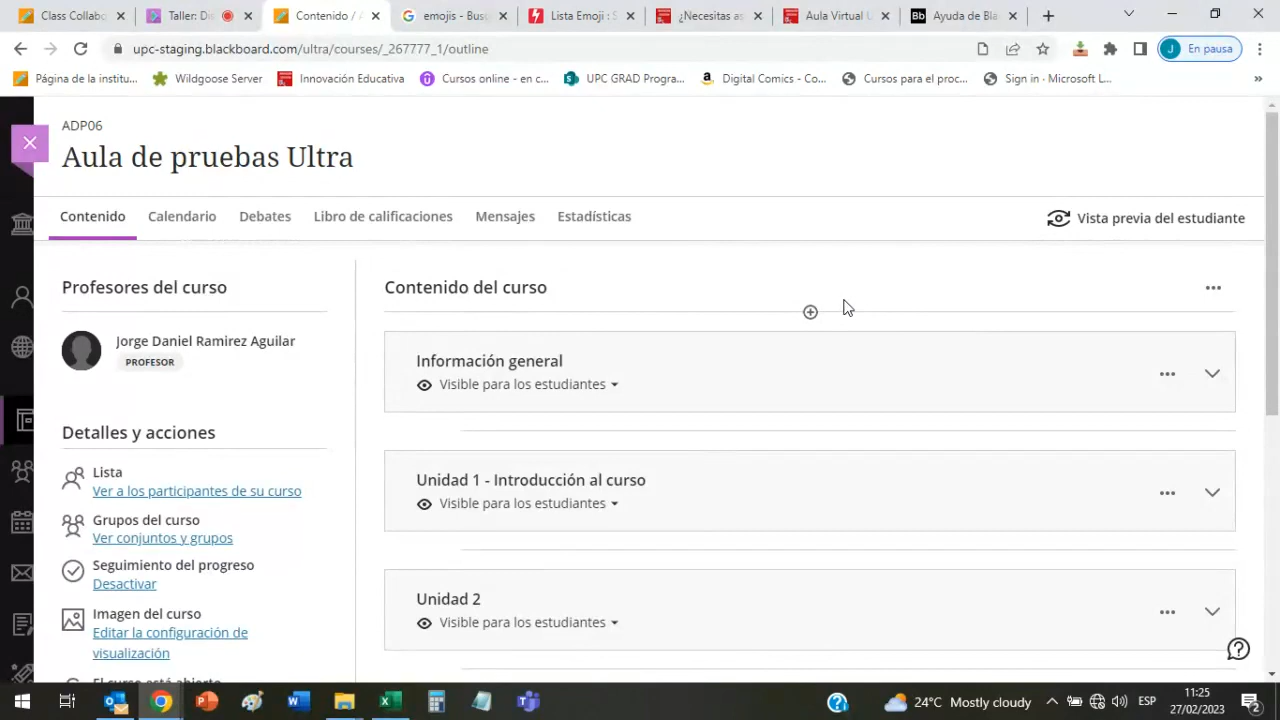 Class Collabo
Taller: D
Contenido /
emojis - Bus
Lista Emoji : S
¿Necesitas as
Aula Virtual
Ayuda de Bla
upc-staging.blackboard.com/ultra/courses/_267777_1/outline
En pausa
Página de la institu...
Wildgoose Server
Innovación Educativa
Cursos online - en c...
UPC GRAD Progra...
Digital Comics - Co...
Cursos para el proc...
Sign in · Microsoft L...
ADP06
Aula de pruebas Ultra
Contenido
Calendario
Debates
Libro de calificaciones
Mensajes
Estadísticas
Vista previa del estudiante
Profesores del curso
Jorge Daniel Ramirez Aguilar
PROFESOR
Detalles y acciones
Lista
Ver a los participantes de su curso
Grupos del curso
Ver conjuntos y grupos
Seguimiento del progreso
Desactivar
Imagen del curso
Editar la configuración de
visualización
Contenido del curso
Información general
Visible para los estudiantes
Unidad 1 - Introducción al curso
Visible para los estudiantes
Unidad 2
Visible para los estudiantes
24°C Mostly cloudy
ESP
11:25
27/02/2023